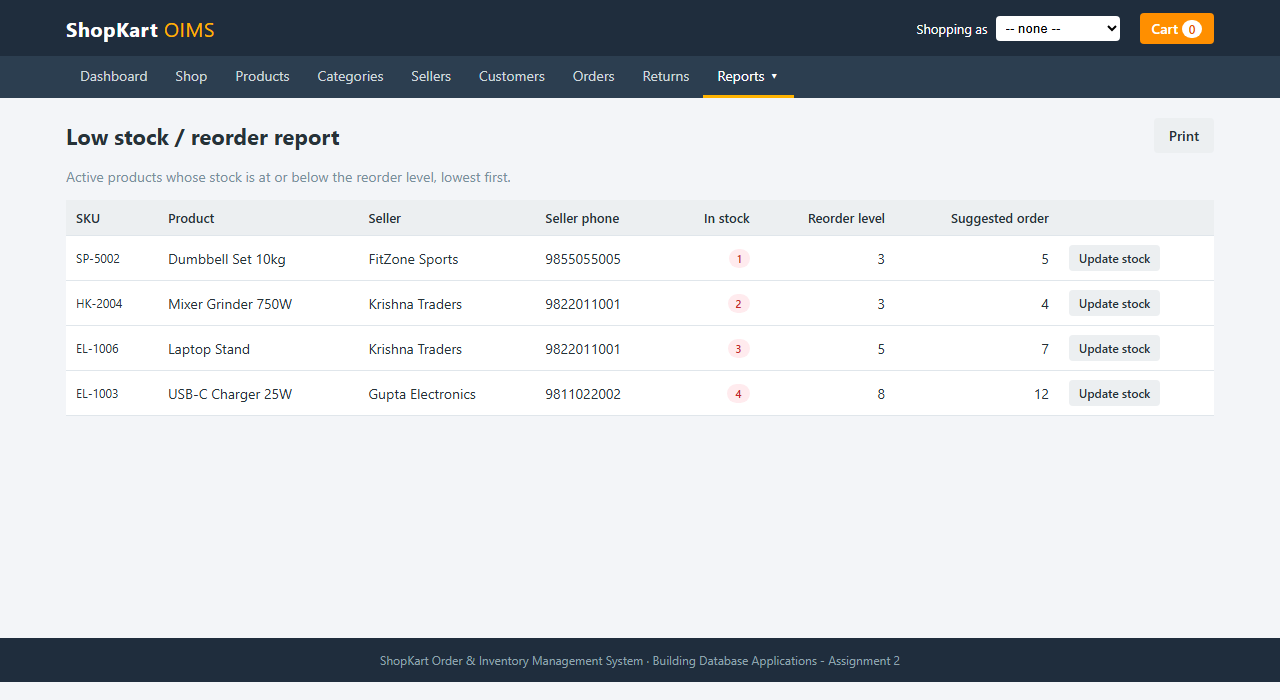 ShopKart OIMS
Shopping as -- none -- Cart 0
Dashboard Shop Products Categories Sellers Customers Orders Returns Reports ▾
Low stock / reorder report
Print
Active products whose stock is at or below the reorder level, lowest first.
SKU Product Seller Seller phone In stock Reorder level Suggested order
SP-5002 Dumbbell Set 10kg FitZone Sports 9855055005 1 3 5 Update stock
HK-2004 Mixer Grinder 750W Krishna Traders 9822011001 2 3 4 Update stock
EL-1006 Laptop Stand Krishna Traders 9822011001 3 5 7 Update stock
EL-1003 USB-C Charger 25W Gupta Electronics 9811022002 4 8 12 Update stock
ShopKart Order & Inventory Management System · Building Database Applications - Assignment 2